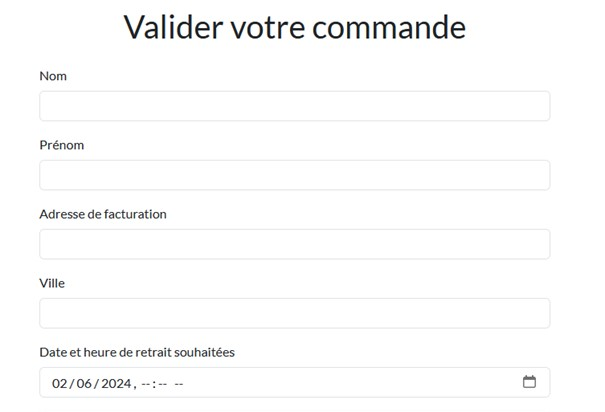 Valider votre commande
Nom
Prénom
Adresse de facturation
Ville
Date et heure de retrait souhaitées
02/06/2024, --:-- --